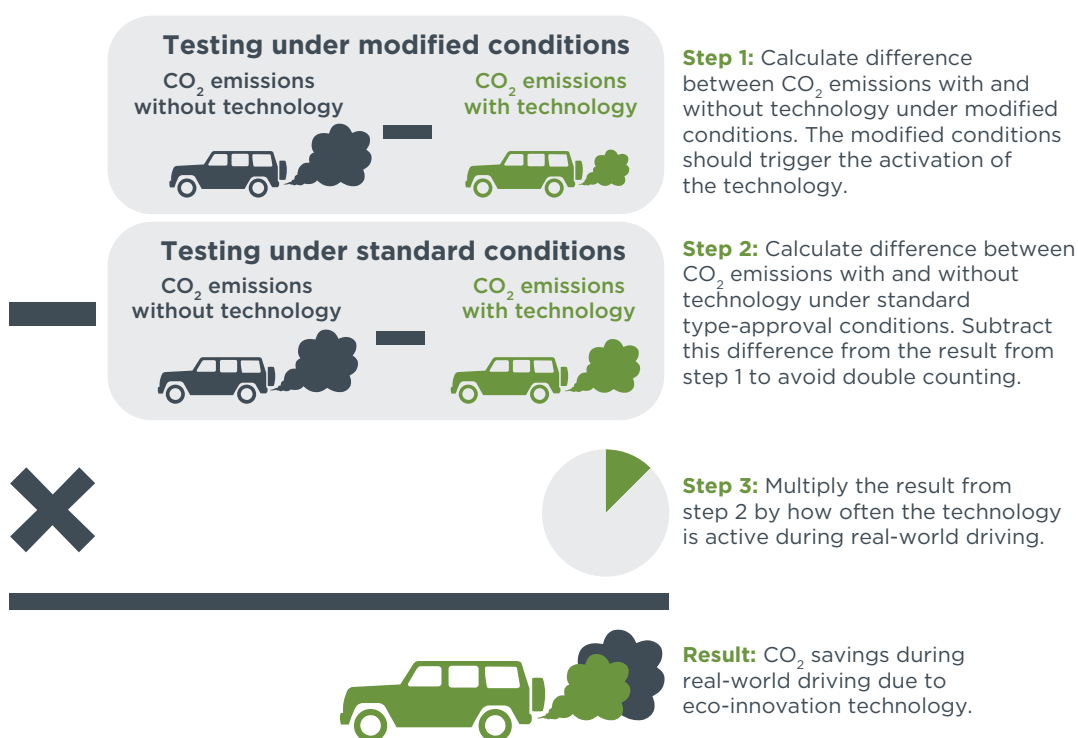 Testing under modified conditions
CO₂ emissions
without technology
CO₂ emissions
with technology
Step 1: Calculate difference
between CO₂ emissions with and
without technology under modified
conditions. The modified conditions
should trigger the activation of
the technology.
Testing under standard conditions
CO₂ emissions
without technology
CO₂ emissions
with technology
Step 2: Calculate difference between
CO₂ emissions with and without
technology under standard
type-approval conditions. Subtract
this difference from the result from
step 1 to avoid double counting.
Step 3: Multiply the result from
step 2 by how often the technology
is active during real-world driving.
Result: CO₂ savings during
real-world driving due to
eco-innovation technology.